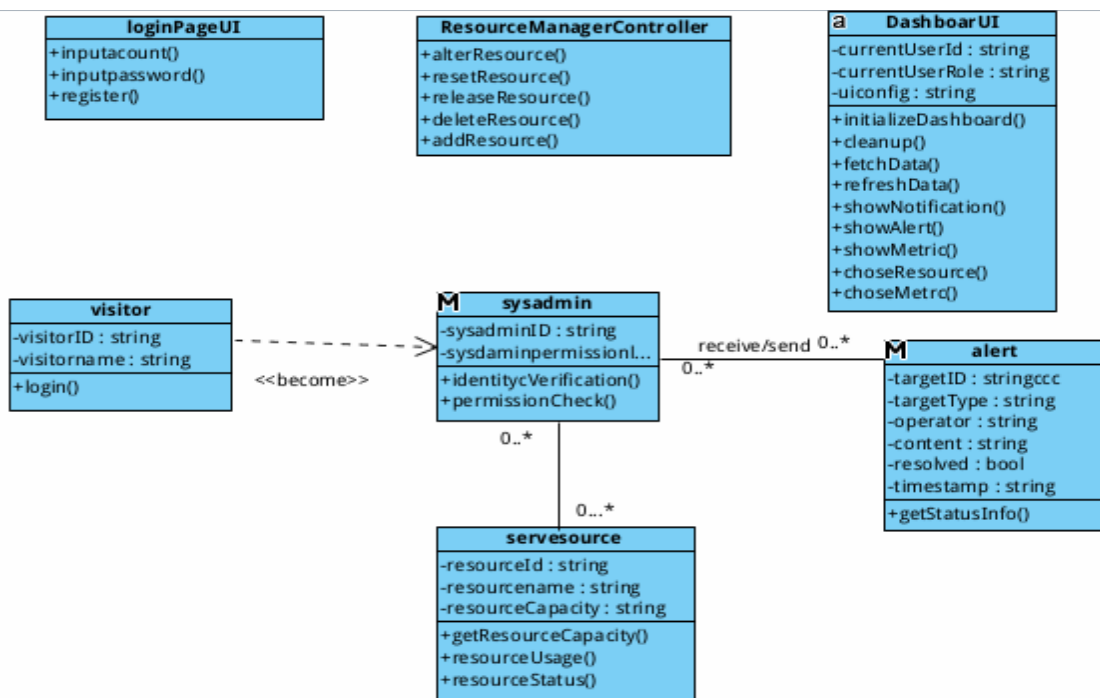 loginPageUI
+inputacount()
+inputpassword()
+register()
ResourceManagerController
+alterResource()
+resetResource()
+releaseResource()
+deleteResource()
+addResource()
a
DashboarUI
-currentUserId : string
-currentUserRole : string
-uiconfig : string
+initializeDashboard()
+cleanup()
+fetchData()
+refreshData()
+showNotification()
+showAlert()
+showMetric()
+choseResource()
+choseMetrc()
visitor
-visitorID : string
-visitorname : string
+login()
<<become>>
M
sysadmin
-sysadminID : string
-sysdaminpermissionl...
+identitycVerification()
+permissionCheck()
receive/send 0..*
0..*
M
alert
-targetID : stringccc
-targetType : string
-operator : string
-content : string
-resolved : bool
-timestamp : string
+getStatusInfo()
0..*
0...*
servesource
-resourceId : string
-resourcename : string
-resourceCapacity : string
+getResourceCapacity()
+resourceUsage()
+resourceStatus()